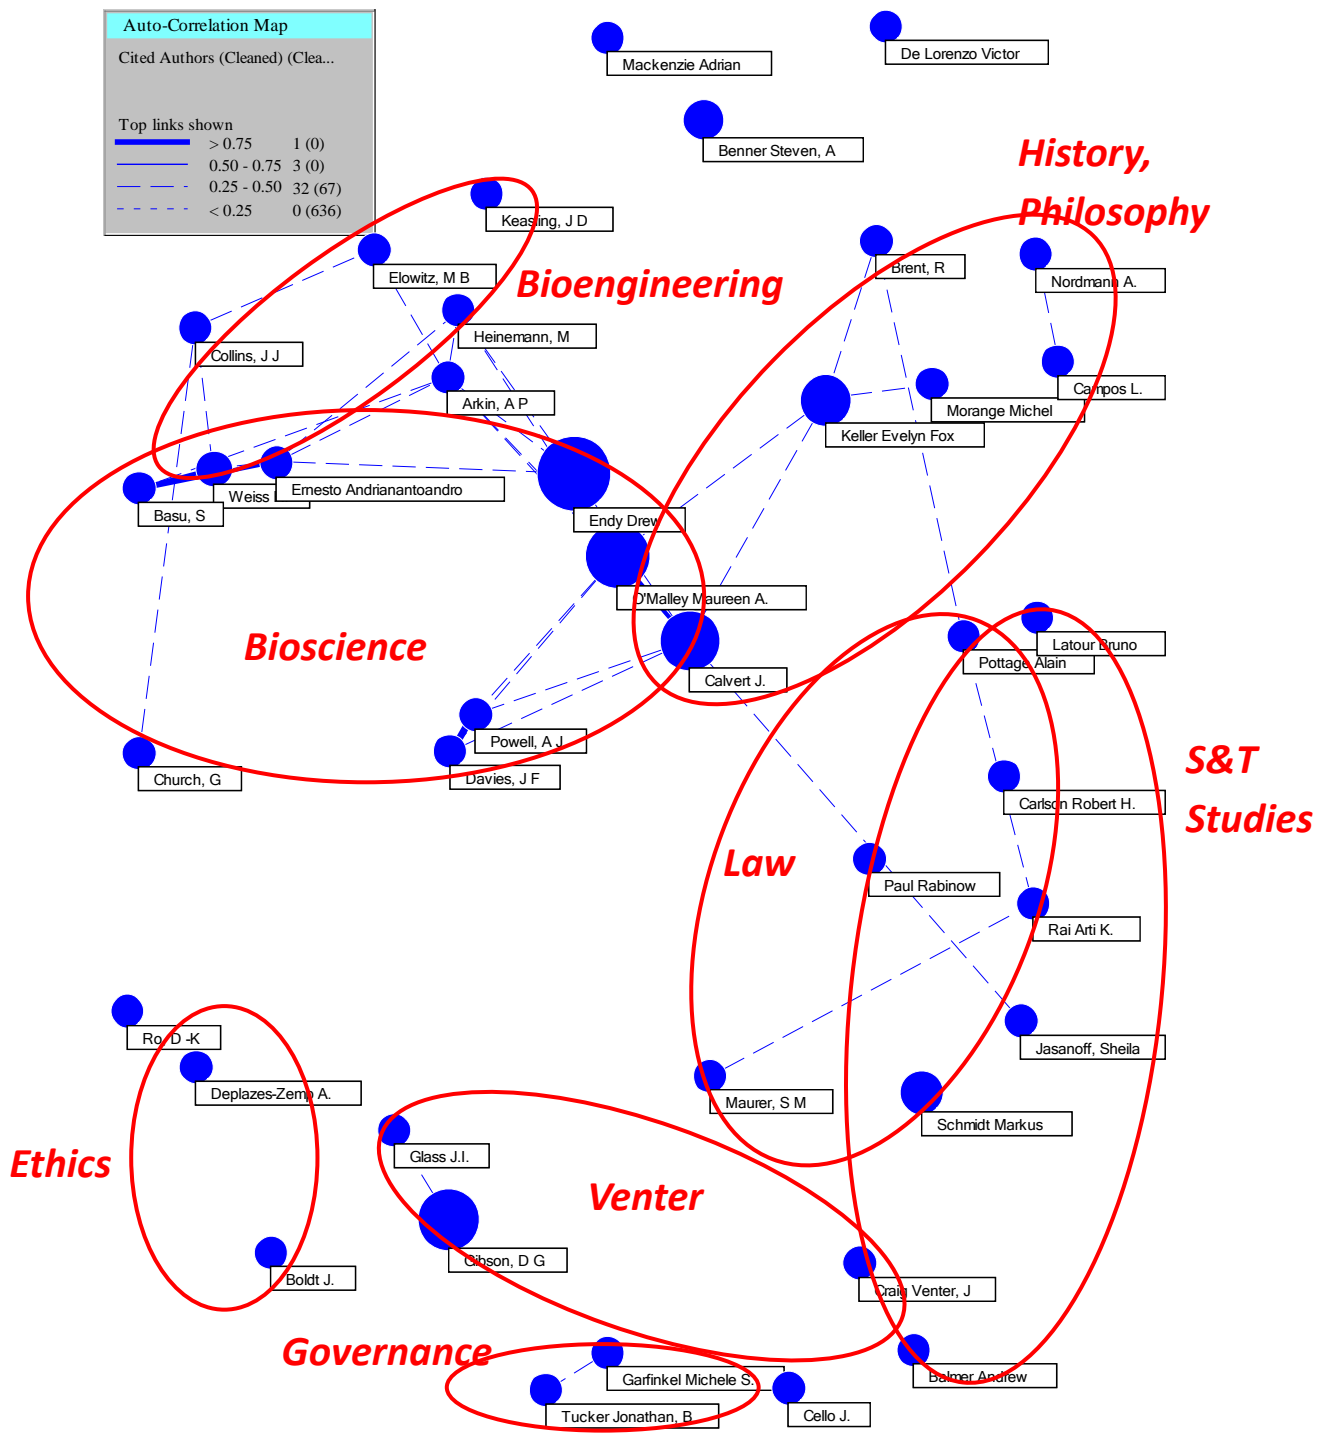 Auto-Correlation Map
Cited Authors (Cleaned) (Clea...
Top links shown
> 0.75 1 (0)
0.50 - 0.75 3 (0)
0.25 - 0.50 32 (67)
< 0.25 0 (636)
Mackenzie Adrian
De Lorenzo Victor
Benner Steven, A
History,
Philosophy
Keasling, J D
Brent, R
Nordmann A.
Elowitz, M B
Bioengineering
Heinemann, M
Collins, J J
Campos L.
Arkin, A P
Morange Michel
Keller Evelyn Fox
Ernesto Andrianantoandro
Weiss
Basu, S
Endy Drew
O'Malley Maureen A.
Bioscience
Latour Bruno
Pottage Alain
Calvert J.
Powell, A J
Davies, J F
Church, G
S&T
Studies
Carlson Robert H.
Law
Paul Rabinow
Rai Arti K.
Ro, D -K
Jasanoff, Sheila
Deplazes-Zemp A.
Maurer, S M
Schmidt Markus
Ethics
Glass J.I.
Venter
Gibson, D G
Boldt J.
Craig Venter, J
Governance
Garfinkel Michele S.
Balmer Andrew
Tucker Jonathan, B
Cello J.